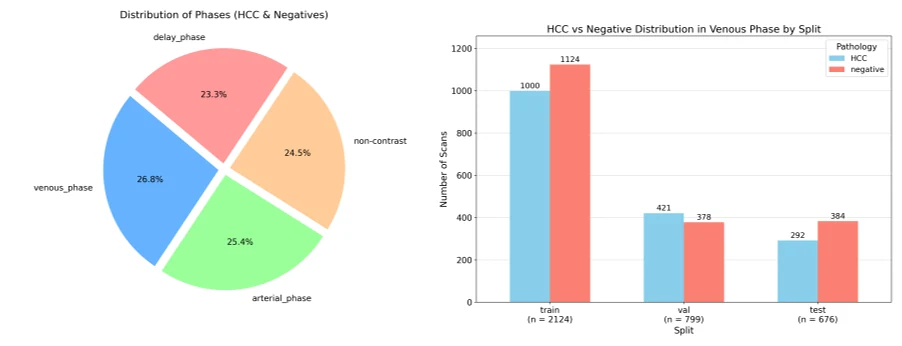 Distribution of Phases (HCC & Negatives)
delay_phase
23.3%
non-contrast
24.5%
venous_phase
26.8%
25.4%
arterial_phase
HCC vs Negative Distribution in Venous Phase by Split
Pathology
HCC
negative
Number of Scans
1200
1000
800
600
400
200
0
1000
1124
421
378
292
384
train
(n = 2124)
val
(n = 799)
test
(n = 676)
Split